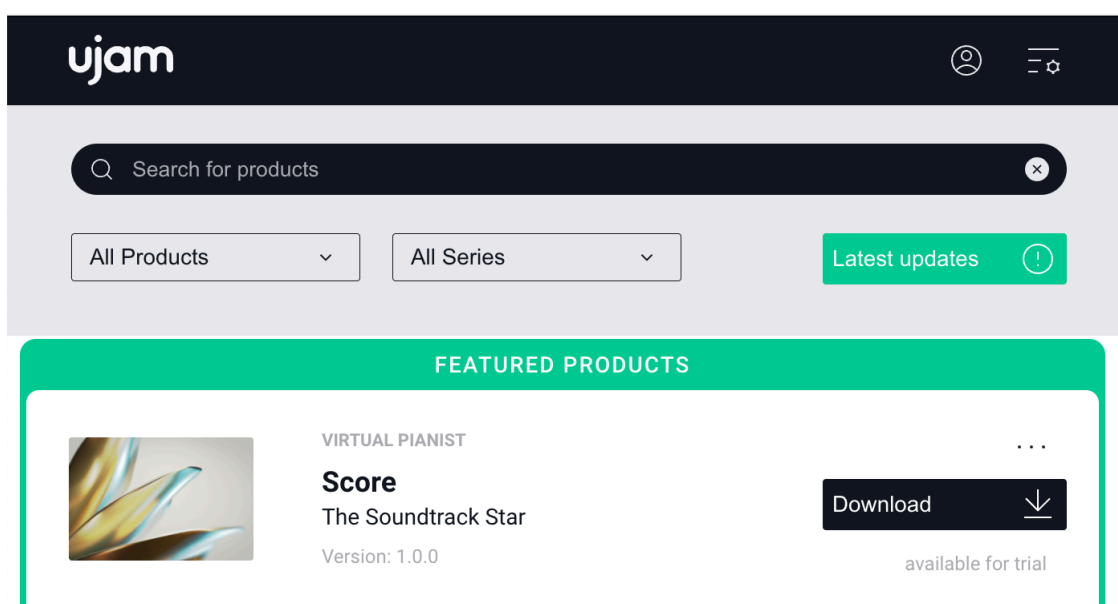 ujam
Search for products
All Products
All Series
Latest updates
FEATURED PRODUCTS
VIRTUAL PIANIST
Score
The Soundtrack Star
Version: 1.0.0
...
Download
available for trial